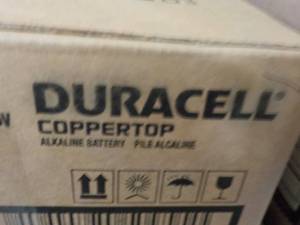 DURACELL®
COPPERTOP
ALKALINE BATTERY PILE ALCALINE